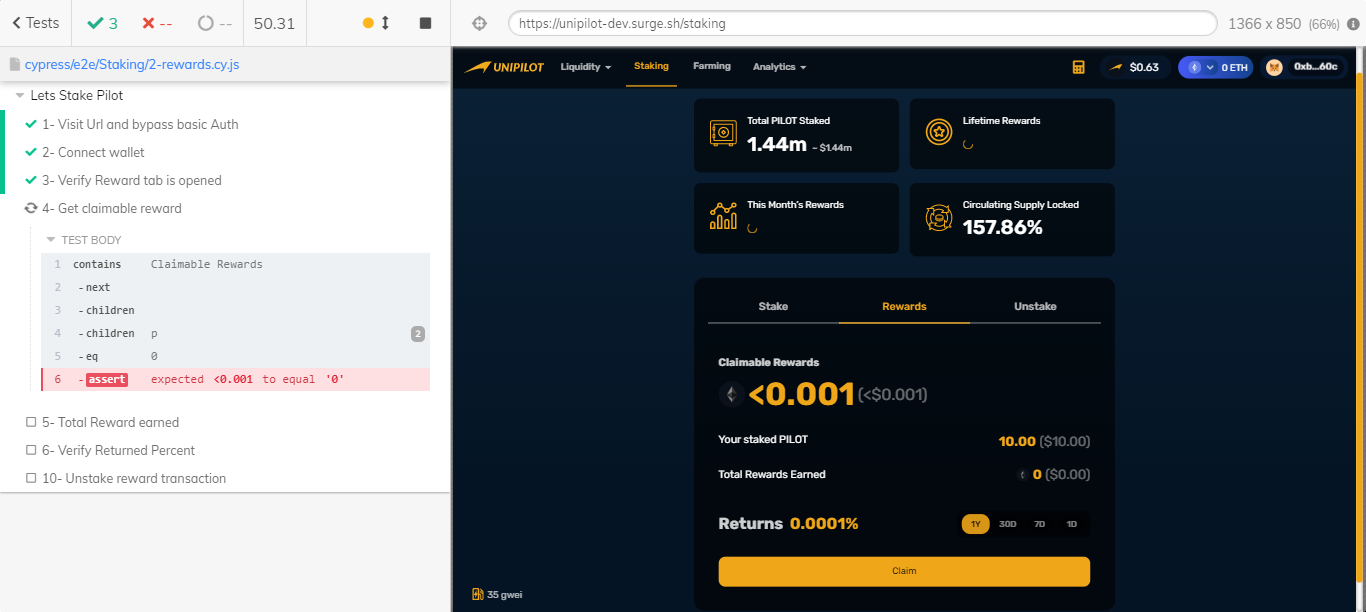 Tests
3
--
--
50.31
https://unipilot-dev.surge.sh/staking
1366 x 850 (66%)
cypress/e2e/Staking/2-rewards.cy.js
Lets Stake Pilot
1- Visit Url and bypass basic Auth
2- Connect wallet
3- Verify Reward tab is opened
4- Get claimable reward
TEST BODY
1 contains Claimable Rewards
2 -next
3 -children
4 -children p 2
5 -eq 0
6 -assert expected <0.001 to equal '0'
5- Total Reward earned
6- Verify Returned Percent
10- Unstake reward transaction
UNIPILOT Liquidity Staking Farming Analytics $0.63 0 ETH 0xb...60c
Total PILOT Staked
1.44m ~ $1.44m
Lifetime Rewards
This Month's Rewards
Circulating Supply Locked
157.86%
Stake Rewards Unstake
Claimable Rewards
<0.001 (<$0.001)
Your staked PILOT 10.00 ($10.00)
Total Rewards Earned 0 ($0.00)
Returns 0.0001% 1Y 30D 7D 1D
Claim
35 gwei